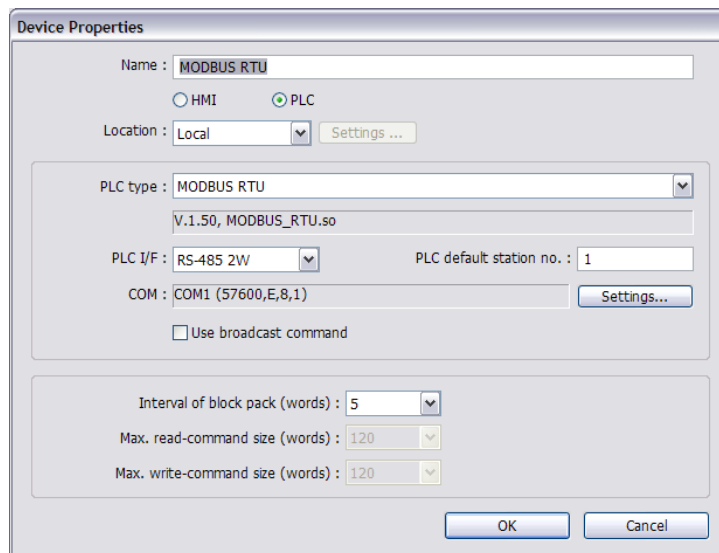 Device Properties
Name : MODBUS RTU
HMI PLC
Location : Local Settings ...
PLC type : MODBUS RTU
V.1.50, MODBUS_RTU.so
PLC I/F : RS-485 2W PLC default station no. : 1
COM : COM1 (57600,E,8,1) Settings...
Use broadcast command
Interval of block pack (words) : 5
Max. read-command size (words) : 120
Max. write-command size (words) : 120
OK Cancel